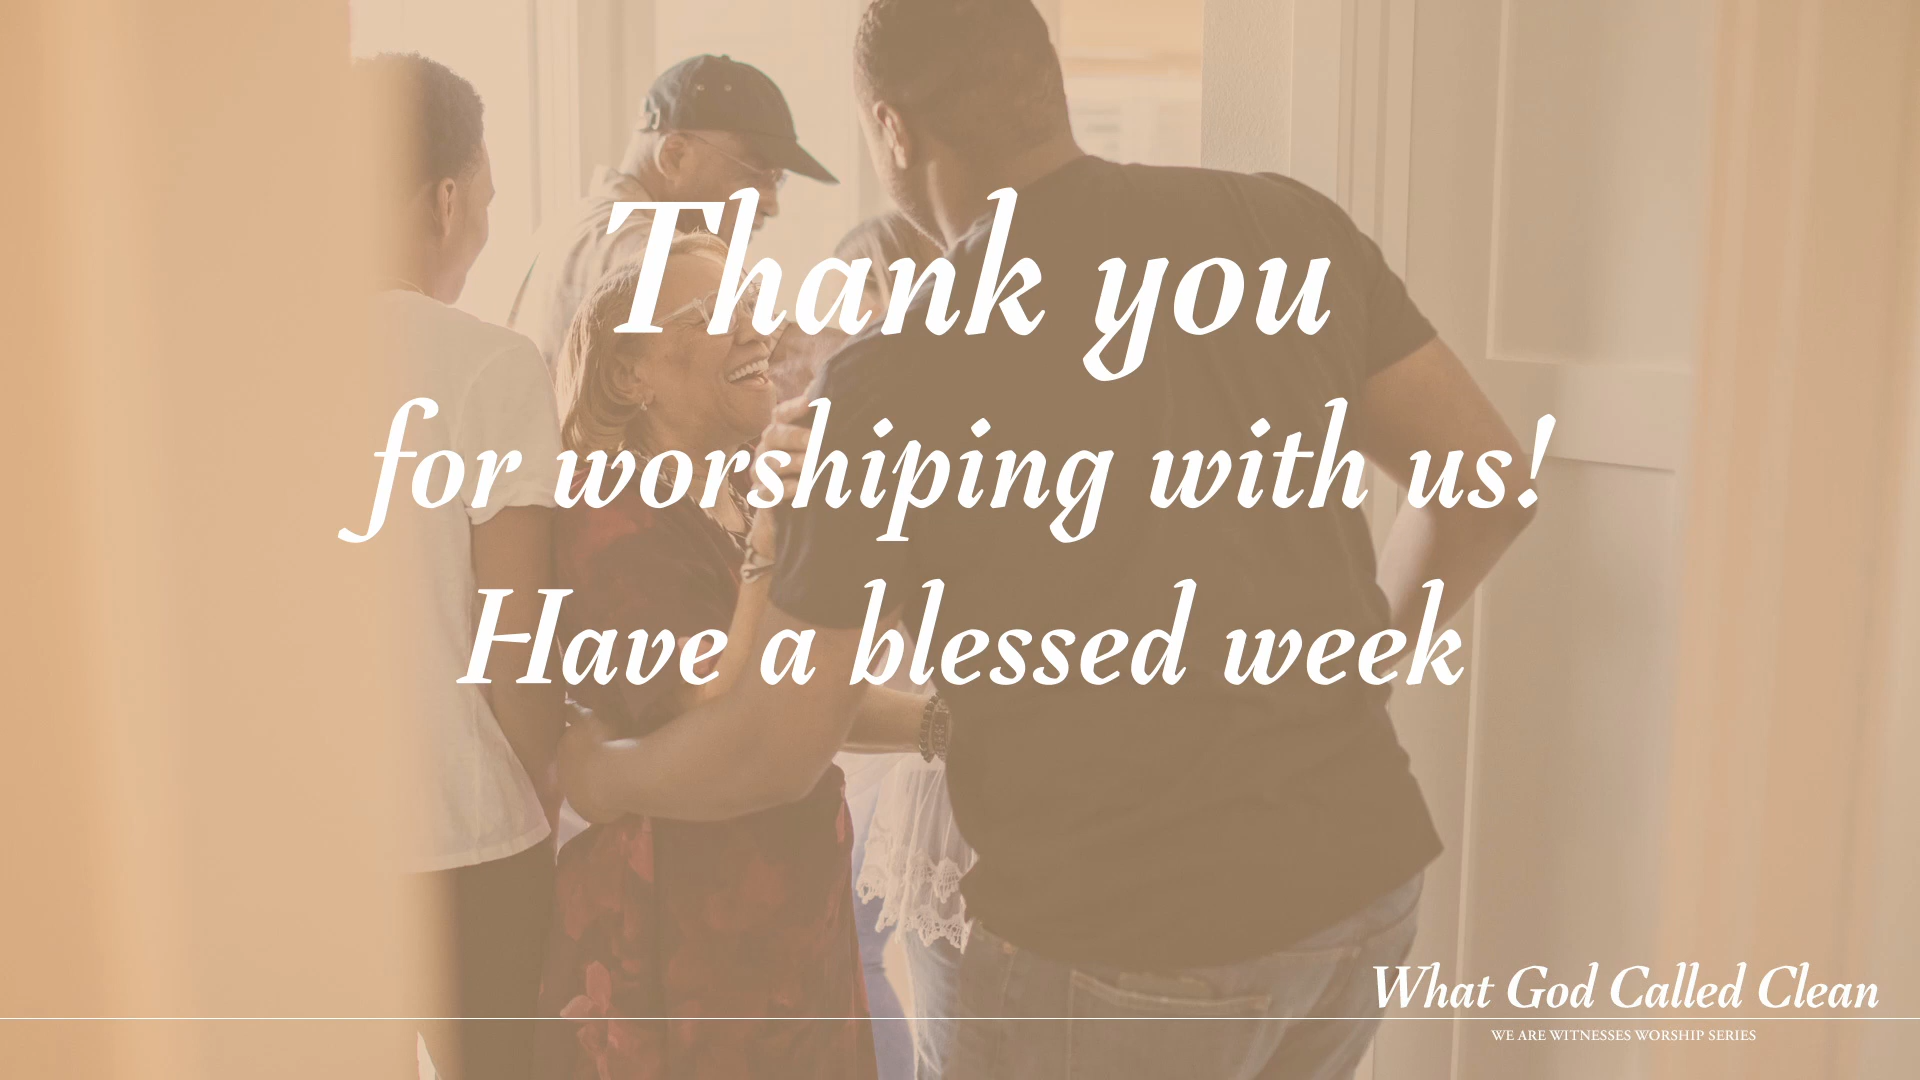 Thank you
for worshiping with us!
Have a blessed week
What God Called Clean
WE ARE WITNESSES WORSHIP SERIES